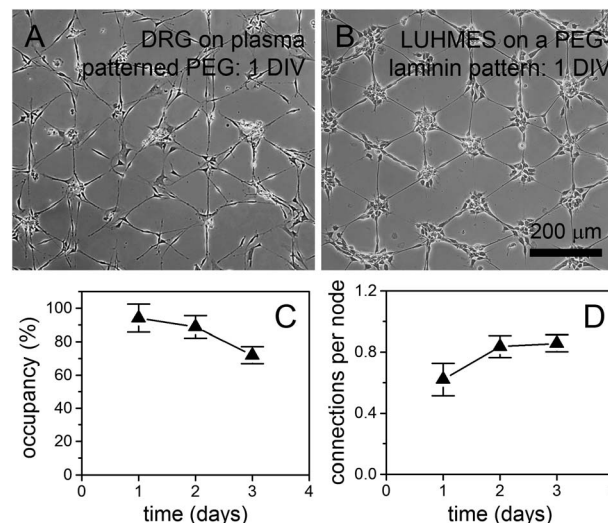 A
DRG on plasma
patterned PEG: 1 DIV
B
LUHMES on a PEG-
laminin pattern: 1 DIV
200 μm
C
occupancy (%)
100
80
60
40
20
0
0 1 2 3 4
time (days)
D
connections per node
1.2
0.8
0.4
0.0
0 1 2 3 4
time (days)